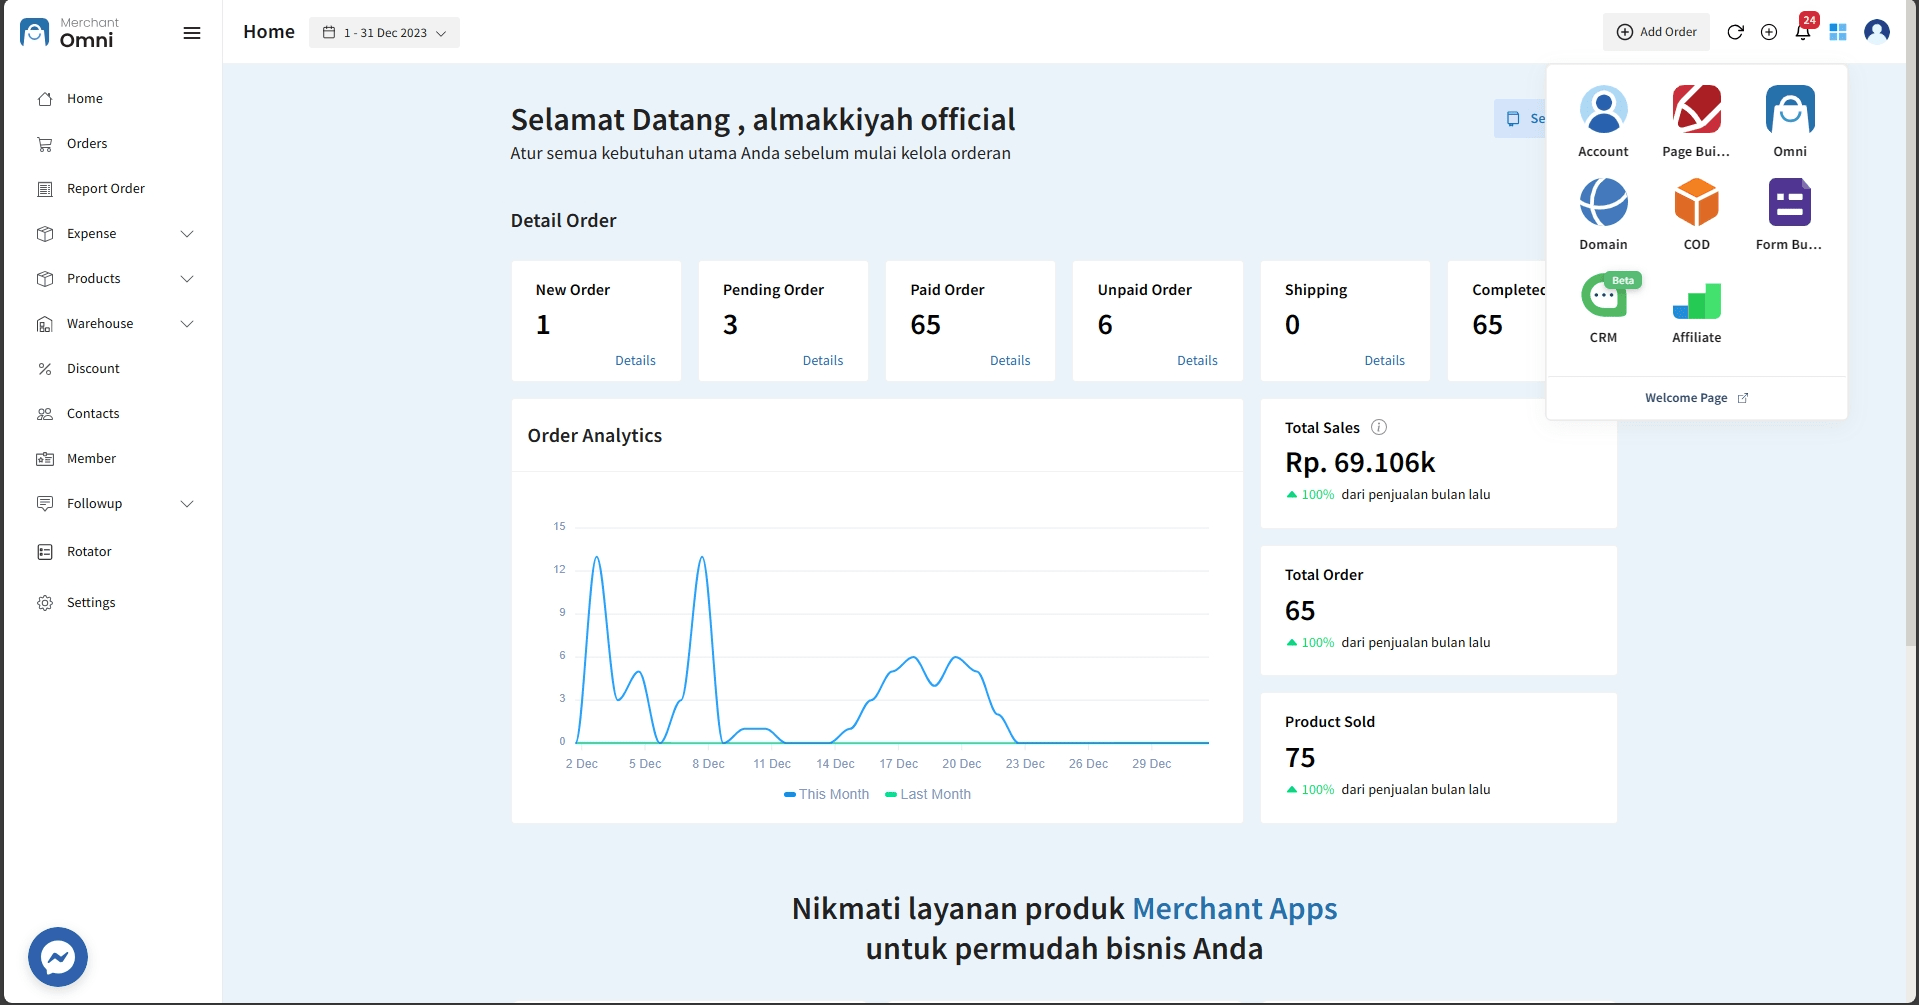 Merchant
Omni
Home
1 - 31 Dec 2023
Add Order
24
Home
Orders
Report Order
Expense
Products
Warehouse
Discount
Contacts
Member
Followup
Rotator
Settings
Selamat Datang , almakkiyah official
Atur semua kebutuhan utama Anda sebelum mulai kelola orderan
Se
Account
Page Bui...
Omni
Domain
COD
Form Bu...
Beta
CRM
Affiliate
Welcome Page
Detail Order
New Order
1
Details
Pending Order
3
Details
Paid Order
65
Details
Unpaid Order
6
Details
Shipping
0
Details
Completed
65
Order Analytics
15
12
9
6
3
0
2 Dec 5 Dec 8 Dec 11 Dec 14 Dec 17 Dec 20 Dec 23 Dec 26 Dec 29 Dec
This Month Last Month
Total Sales
Rp. 69.106k
100% dari penjualan bulan lalu
Total Order
65
100% dari penjualan bulan lalu
Product Sold
75
100% dari penjualan bulan lalu
Nikmati layanan produk Merchant Apps
untuk permudah bisnis Anda